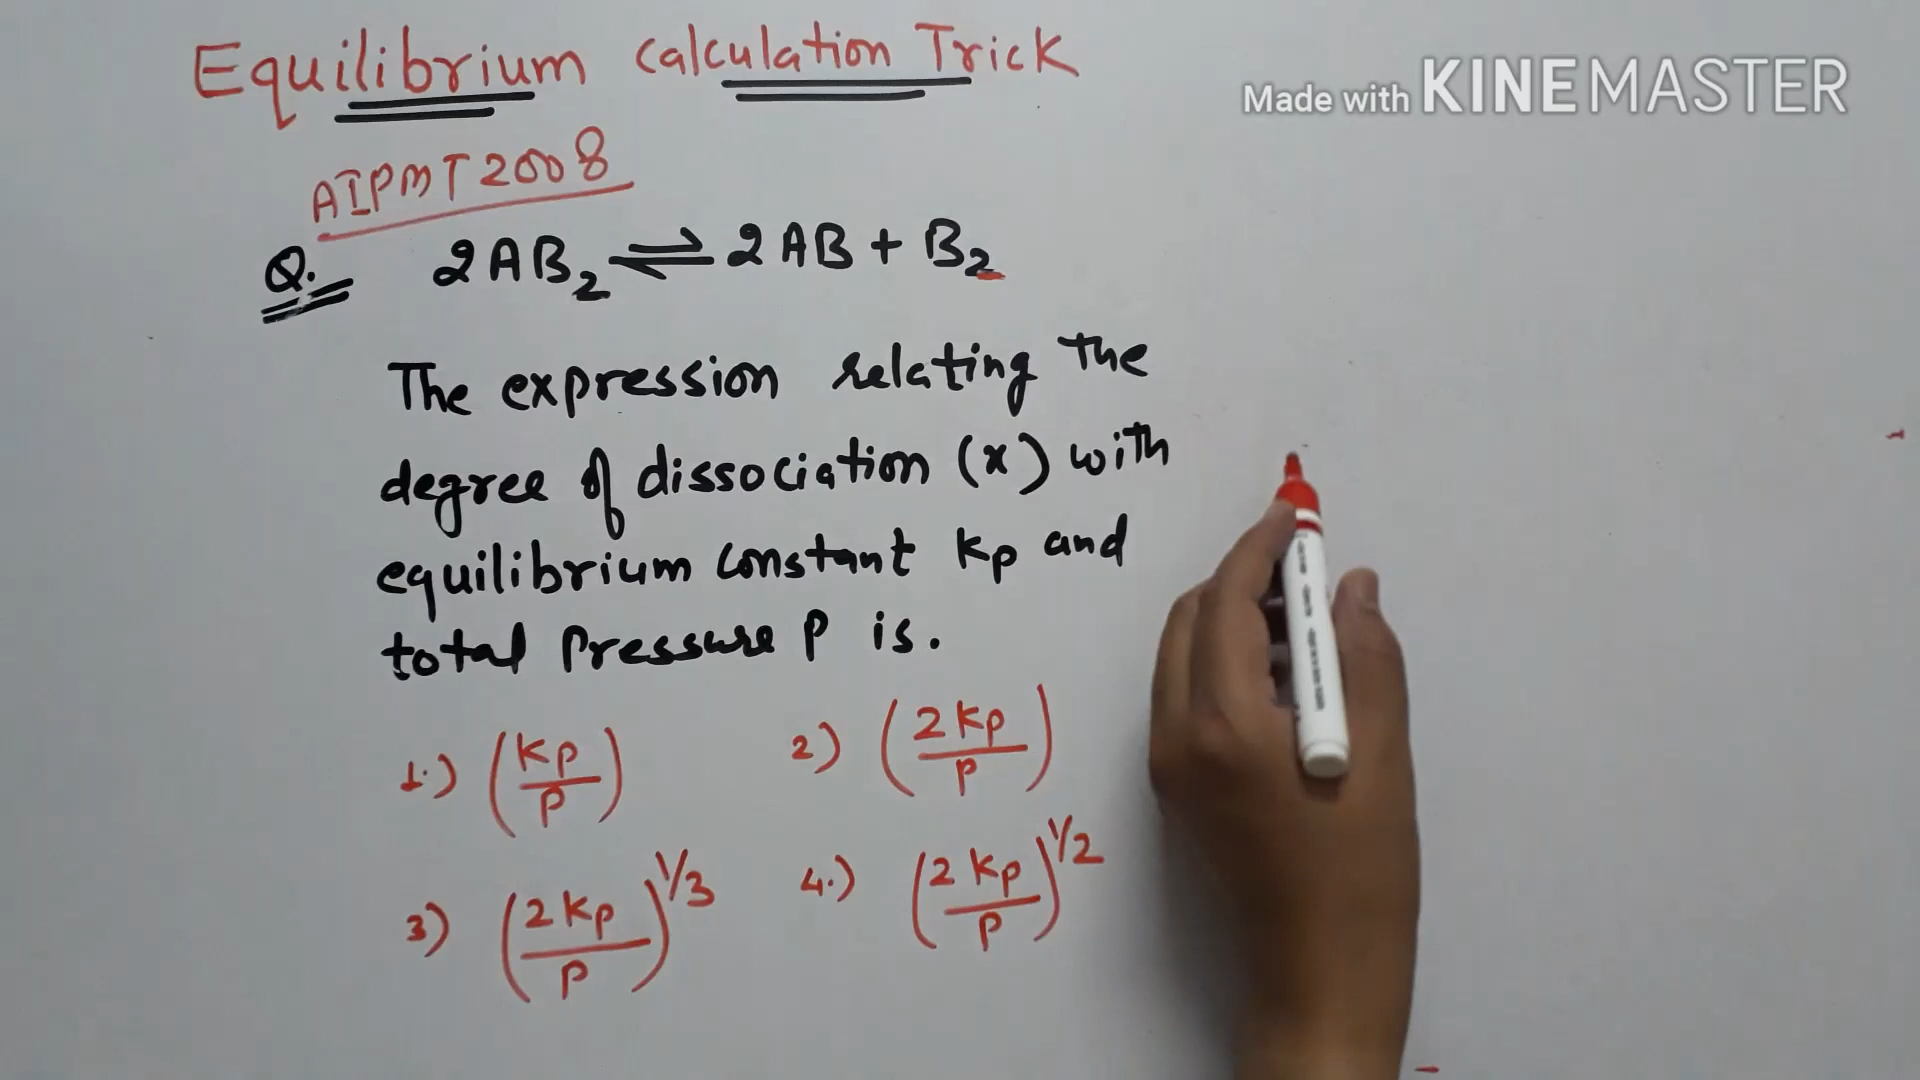 Equilibrium Calculation Trick
Made with KINEMASTER
AIPMT 2008
Q. 2AB₂ ⇌ 2AB + B₂
The expression relating the
degree of dissociation (x) with
equilibrium constant Kp and
total Pressure P is.
1.) (Kp/P) 2) (2Kp/P)
3) (2Kp/P)^1/3 4.) (2Kp/P)^1/2